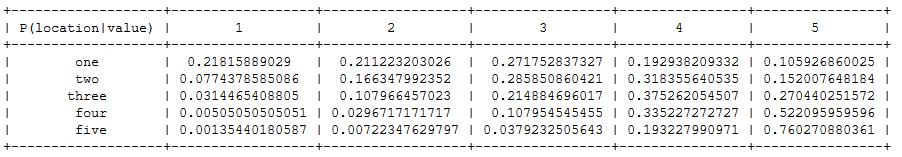 P(location|value) | 1 | 2 | 3 | 4 | 5
one | 0.21815889029 | 0.211223203026 | 0.271752837327 | 0.192938209332 | 0.105926860025
two | 0.0774378585086 | 0.166347992352 | 0.285850860421 | 0.318355640535 | 0.152007648184
three | 0.0314465408805 | 0.107966457023 | 0.214884696017 | 0.375262054507 | 0.270440251572
four | 0.00505050505051 | 0.0296717171717 | 0.107954545455 | 0.335227272727 | 0.522095959596
five | 0.00135440180587 | 0.00722347629797 | 0.0379232505643 | 0.193227990971 | 0.760270880361